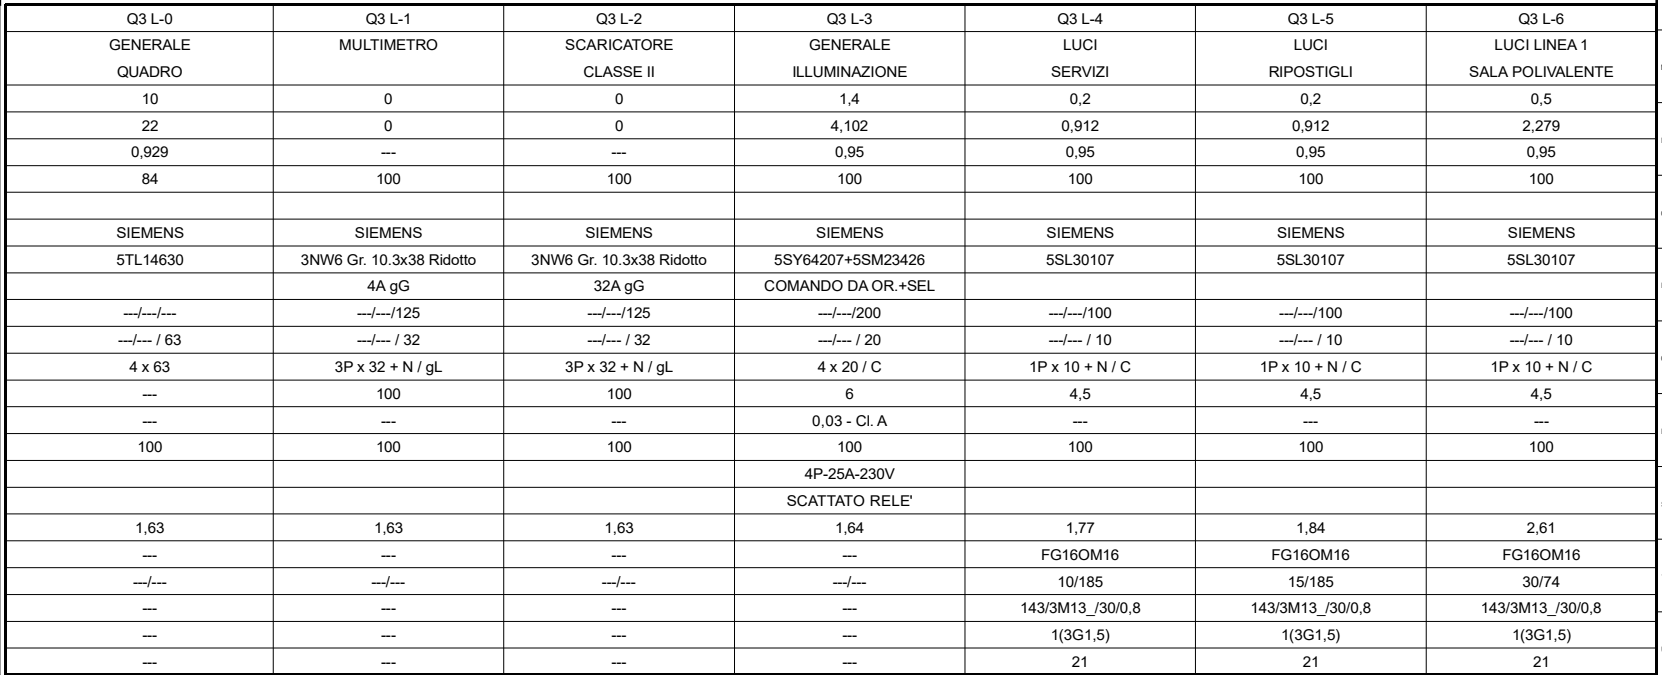 Q3 L-0 Q3 L-1 Q3 L-2 Q3 L-3 Q3 L-4 Q3 L-5 Q3 L-6
GENERALE MULTIMETRO SCARICATORE GENERALE LUCI LUCI LUCI LINEA 1
QUADRO CLASSE II ILLUMINAZIONE SERVIZI RIPOSTIGLI SALA POLIVALENTE
10 0 0 1,4 0,2 0,2 0,5
22 0 0 4,102 0,912 0,912 2,279
0,929 --- --- 0,95 0,95 0,95 0,95
84 100 100 100 100 100 100
SIEMENS SIEMENS SIEMENS SIEMENS SIEMENS SIEMENS SIEMENS
5TL14630 3NW6 Gr. 10.3x38 Ridotto 3NW6 Gr. 10.3x38 Ridotto 5SY64207+5SM23426 5SL30107 5SL30107 5SL30107
4A gG 32A gG COMANDO DA OR.+SEL
---/---/--- ---/---/125 ---/---/125 ---/---/200 ---/---/100 ---/---/100 ---/---/100
---/--- / 63 ---/--- / 32 ---/--- / 32 ---/--- / 20 ---/--- / 10 ---/--- / 10 ---/--- / 10
4 x 63 3P x 32 + N / gL 3P x 32 + N / gL 4 x 20 / C 1P x 10 + N / C 1P x 10 + N / C 1P x 10 + N / C
--- 100 100 6 4,5 4,5 4,5
--- --- --- 0,03 - Cl. A --- --- ---
100 100 100 100 100 100 100
4P-25A-230V
SCATTATO RELE'
1,63 1,63 1,63 1,64 1,77 1,84 2,61
--- --- --- --- FG16OM16 FG16OM16 FG16OM16
---/--- ---/--- ---/--- ---/--- 10/185 15/185 30/74
--- --- --- --- 143/3M13_/30/0,8 143/3M13_/30/0,8 143/3M13_/30/0,8
--- --- --- --- 1(3G1,5) 1(3G1,5) 1(3G1,5)
--- --- --- --- 21 21 21